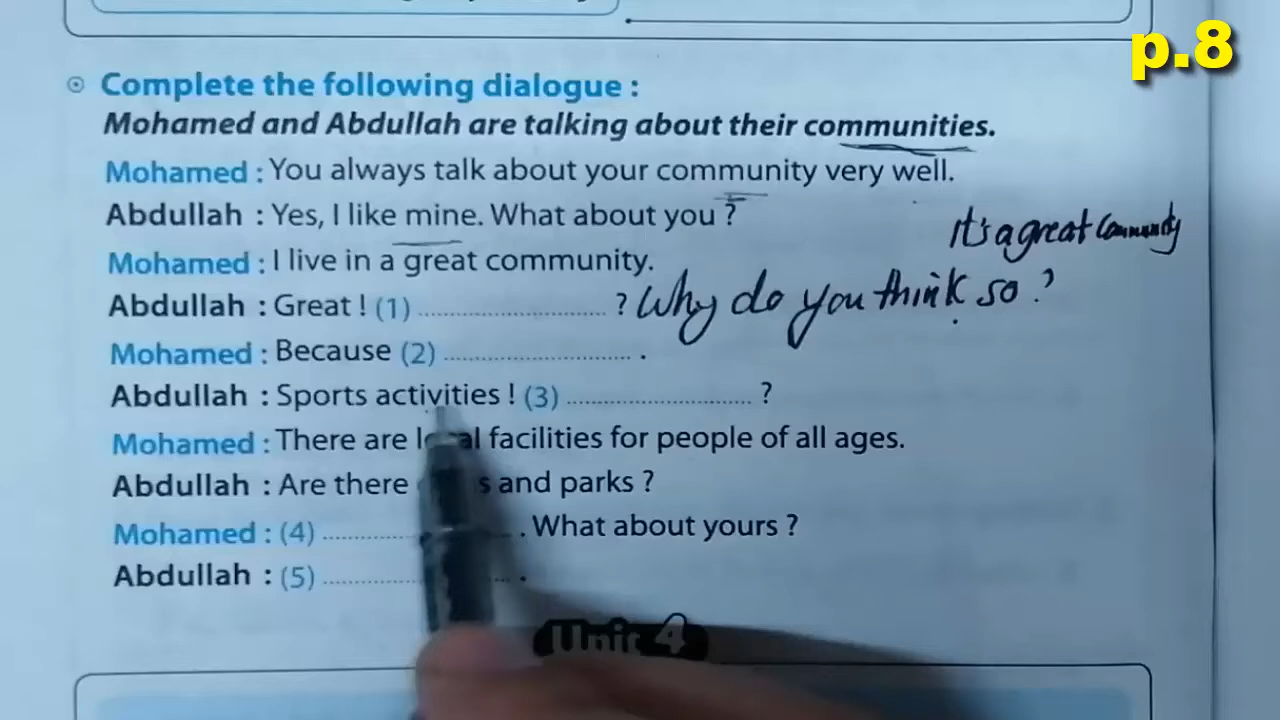 p.8
Complete the following dialogue :
Mohamed and Abdullah are talking about their communities.
Mohamed : You always talk about your community very well.
Abdullah : Yes, I like mine. What about you ?
It's a great community
Mohamed : I live in a great community.
Abdullah : Great ! (1) .............................. ? Why do you think so ?
Mohamed : Because (2) .............................. .
Abdullah : Sports activities ! (3) .............................. ?
Mohamed : There are facilities for people of all ages.
Abdullah : Are there and parks ?
Mohamed : (4) .............................. . What about yours ?
Abdullah : (5) .............................. .
Unit 4